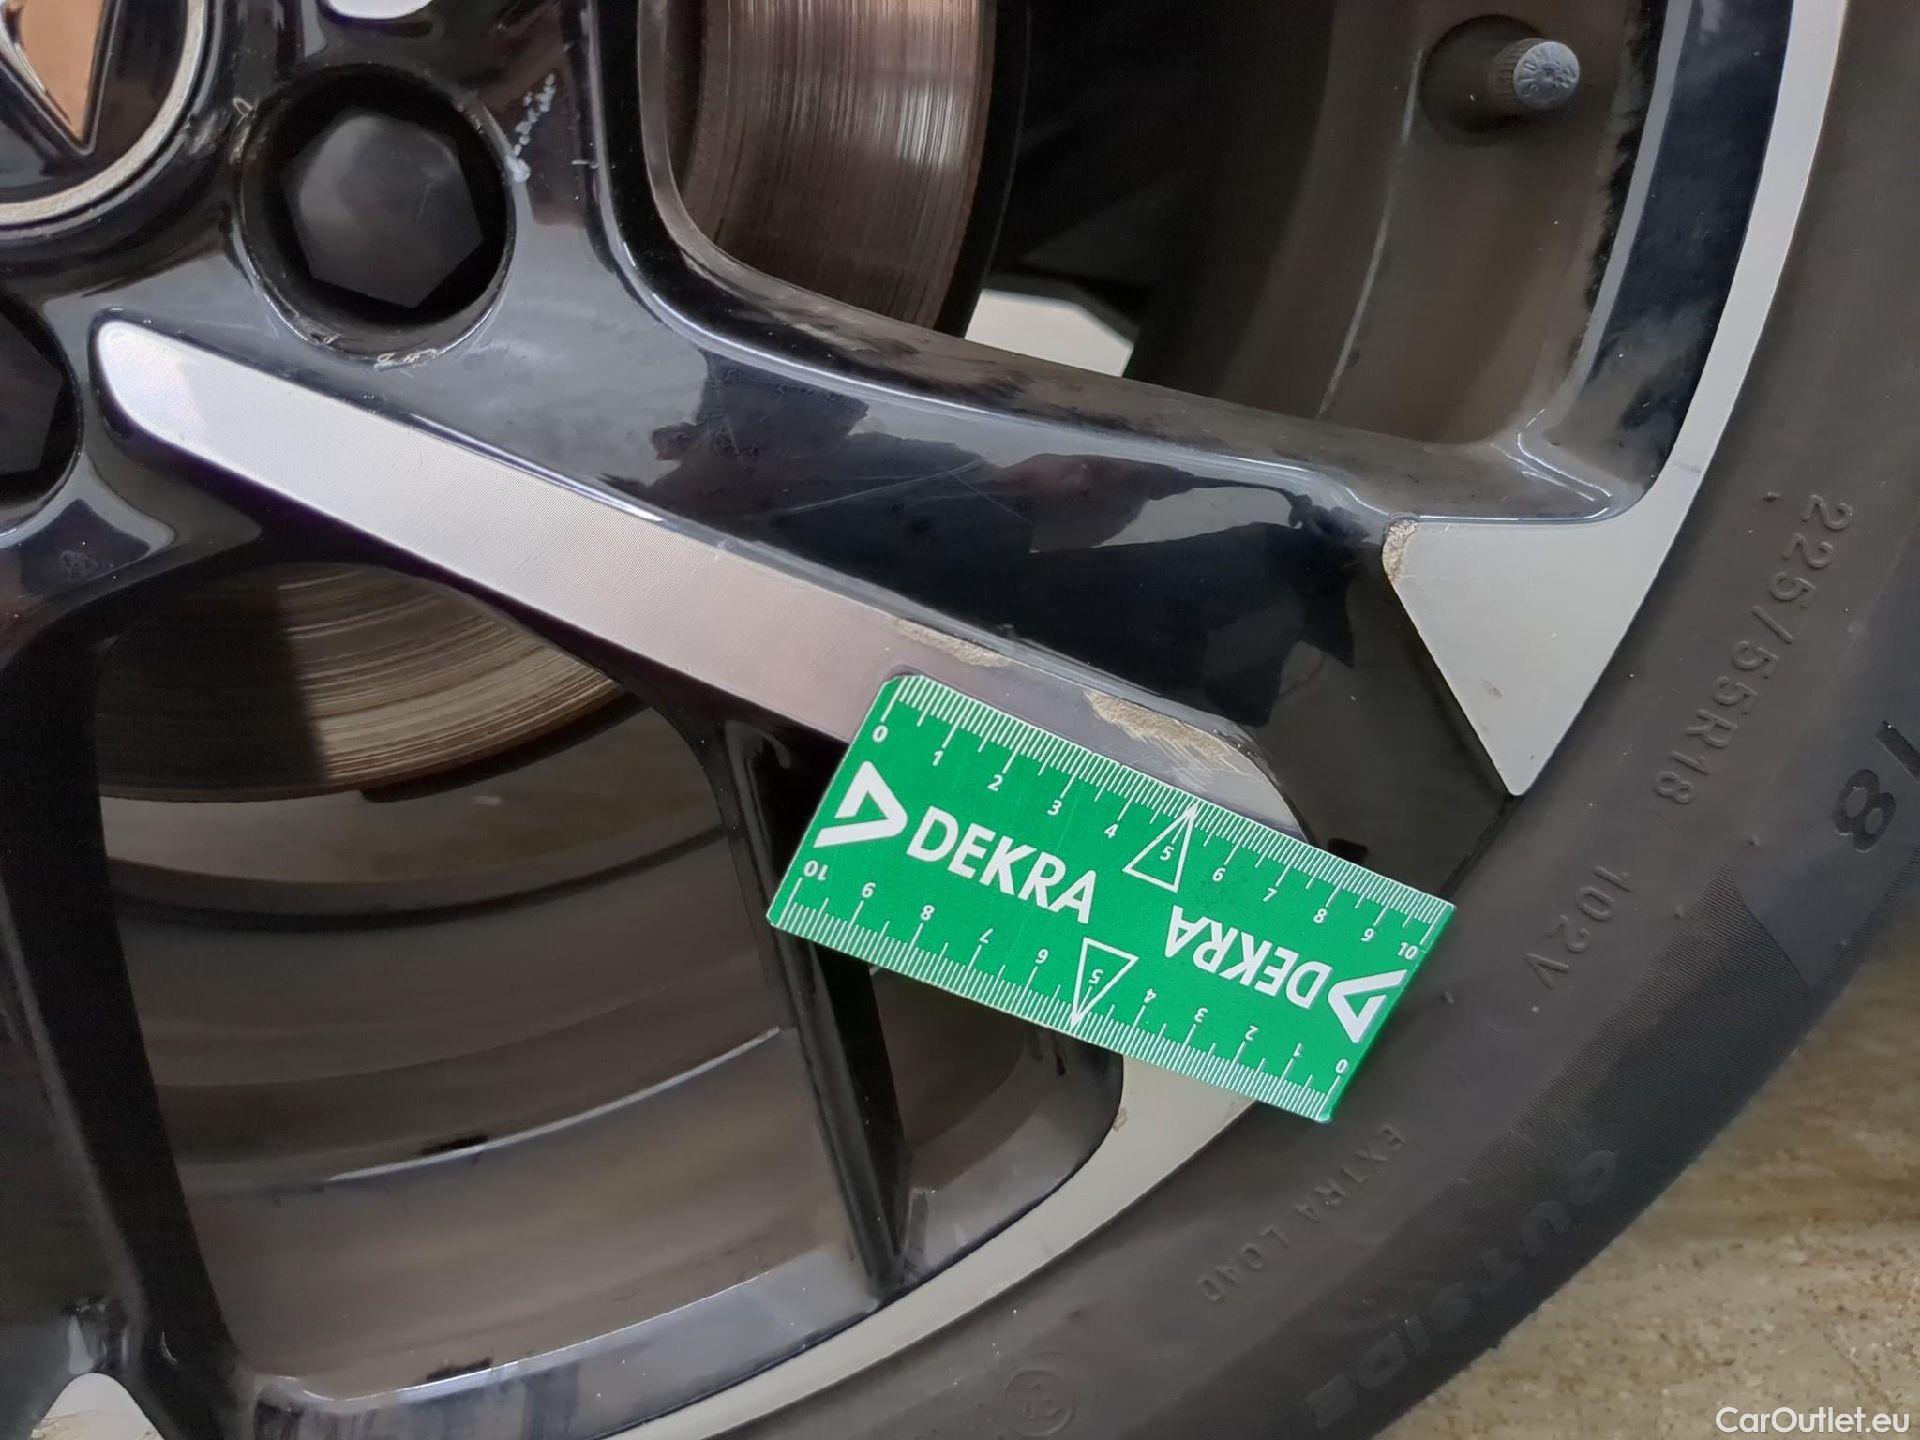 225/55R18 102V
/8
0 1 2 3 4 5 6 7 8 9 10
DEKRA
DEKRA
10 9 8 7 6 5 4 3 2 1 0
EXTRA LOAD
OUTSIDE
CarOutlet.eu